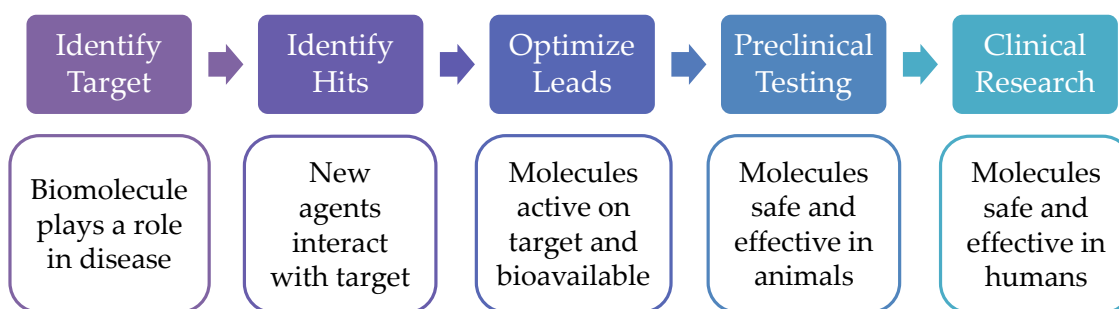 Identify
Target
Identify
Hits
Optimize
Leads
Preclinical
Testing
Clinical
Research
Biomolecule
plays a role
in disease
New
agents
interact
with target
Molecules
active on
target and
bioavailable
Molecules
safe and
effective in
animals
Molecules
safe and
effective in
humans